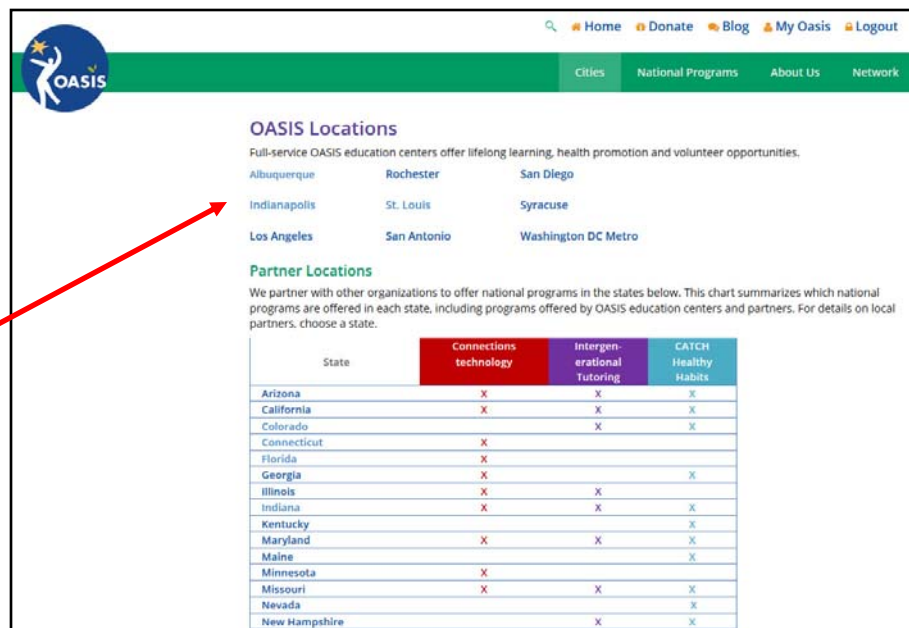 Home Donate Blog My Oasis Logout
OASIS
Cities National Programs About Us Network
OASIS Locations
Full-service OASIS education centers offer lifelong learning, health promotion and volunteer opportunities.
Albuquerque Rochester San Diego
Indianapolis St. Louis Syracuse
Los Angeles San Antonio Washington DC Metro
Partner Locations
We partner with other organizations to offer national programs in the states below. This chart summarizes which national
programs are offered in each state, including programs offered by OASIS education centers and partners. For details on local
partners, choose a state.
State Connections technology Intergen-erational Tutoring CATCH Healthy Habits
Arizona X X X
California X X X
Colorado X X
Connecticut X
Florida X
Georgia X X
Illinois X X
Indiana X X X
Kentucky X
Maryland X X X
Maine X
Minnesota X
Missouri X X X
Nevada X
New Hampshire X X